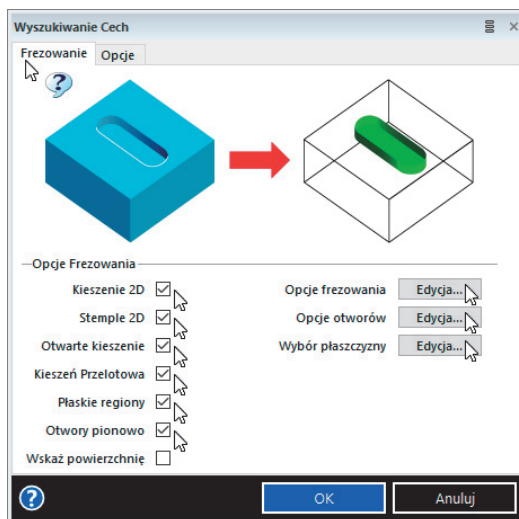 Wyszukiwanie Cech
Frezowanie Opcje
Opcje Frezowania
Kieszenie 2D
Opcje frezowania Edycja...
Stemple 2D
Opcje otworów Edycja...
Otwarte kieszenie
Wybór płaszczyzny Edycja...
Kieszeń Przelotowa
Płaskie regiony
Otwory pionowo
Wskaż powierzchnię
OK Anuluj